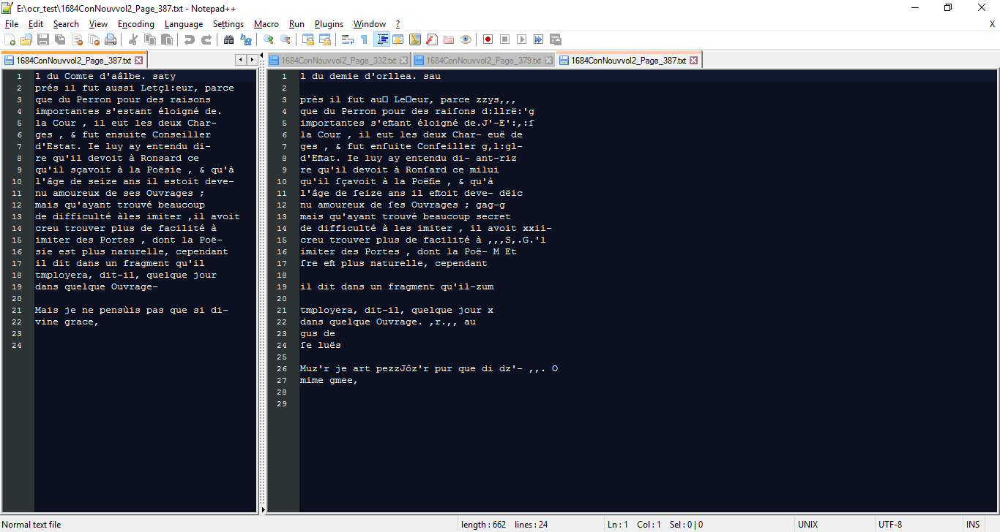 E:\ocr_test\1684ConNouvvol2_Page_387.txt - Notepad++
File Edit Search View Encoding Language Settings Macro Run Plugins Window ? X
1684ConNouvvol2_Page_387.txt
1 l du Comte d'aâlbe. saty
2 prés il fut aussi Letçl:eur, parce
3 que du Perron pour des raisons
4 importantes s'estant éloigné de.
5 la Cour , il eut les deux Char-
6 ges , & fut ensuite Conseiller
7 d'Estat. Ie luy ay entendu di-
8 re qu'il devoit à Ronsard ce
9 qu'il sçavoit à la Poësie , & qu'à
10 l'âge de seize ans il estoit deve-
11 nu amoureux de ses Ouvrages ;
12 mais qu'ayant trouvé beaucoup
13 de difficulté àles imiter ,il avoit
14 creu trouver plus de facilité à
15 imiter des Portes , dont la Poë-
16 sie est plus narurelle, cependant
17 il dit dans un fragment qu'il
18 tmployera, dit-il, quelque jour
19 dans quelque Ouvrage-
20
21 Mais je ne pensùis pas que si di-
22 vine grace,
23
24
1684ConNouvvol2_Page_332.txt 1684ConNouvvol2_Page_379.txt 1684ConNouvvol2_Page_387.txt
1 l du demie d'orllea. sau
2
3 prés il fut au□ Le□eur, parce zzys,,,
4 que du Perron pour des raiſons d:llrë:'g
5 importantes s'eſtant éloigné de.J'-E':,:f
6 la Cour , il eut les deux Char- euë de
7 ges , & fut enſuite Conſeiller g,l:gl-
8 d'Eſtat. Ie luy ay entendu di- ant-riz
9 re qu'il devoit à Ronſard ce milui
10 qu'il ſçavoit à la Poëſie , & qu'à
11 l'âge de ſeize ans il eſtoit deve- dëic
12 nu amoureux de ſes Ouvrages ; gag-g
13 mais qu'ayant trouvé beaucoup secret
14 de difficulté à les imiter , il avoit xxii-
15 creu trouver plus de facilité à ,,,S,.G.'l
16 imiter des Portes , dont la Poë- M Et
17 ſre eſt plus naturelle, cependant
18
19 il dit dans un fragment qu'il-zum
20
21 tmployera, dit-il, quelque jour x
22 dans quelque Ouvrage. ,r.,, au
23 gus de
24 ſe luës
25
26 Muz'r je art pezzJôz'r pur que di dz'- ,,. O
27 mime gmee,
28
29
Normal text file length : 662 lines : 24 Ln : 1 Col : 1 Sel : 0 | 0 UNIX UTF-8 INS